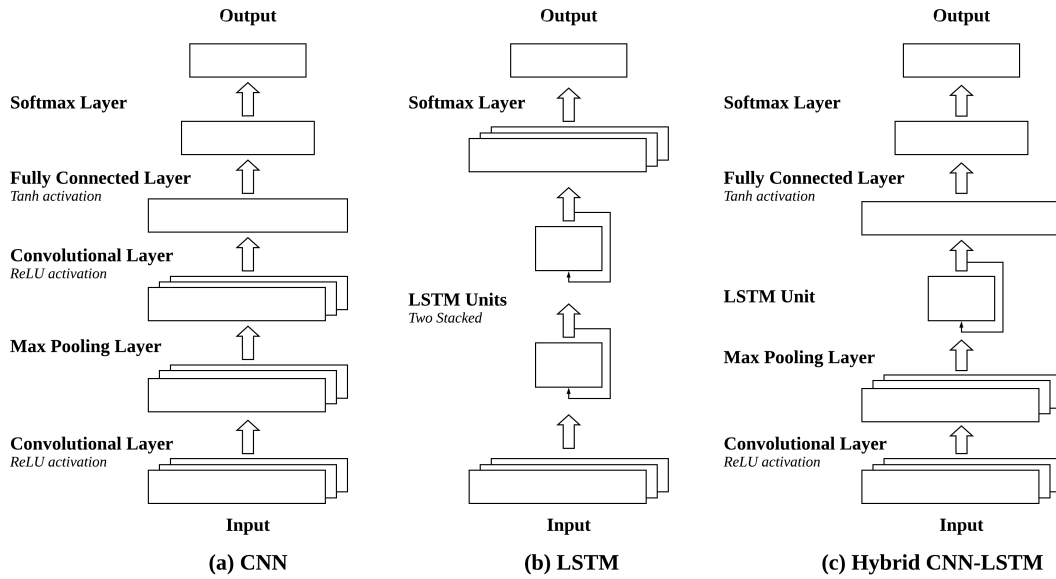 Output
Softmax Layer
Fully Connected Layer
Tanh activation
Convolutional Layer
ReLU activation
Max Pooling Layer
Convolutional Layer
ReLU activation
Input
(a) CNN
Output
Softmax Layer
LSTM Units
Two Stacked
Input
(b) LSTM
Output
Softmax Layer
Fully Connected Layer
Tanh activation
LSTM Unit
Max Pooling Layer
Convolutional Layer
ReLU activation
Input
(c) Hybrid CNN-LSTM